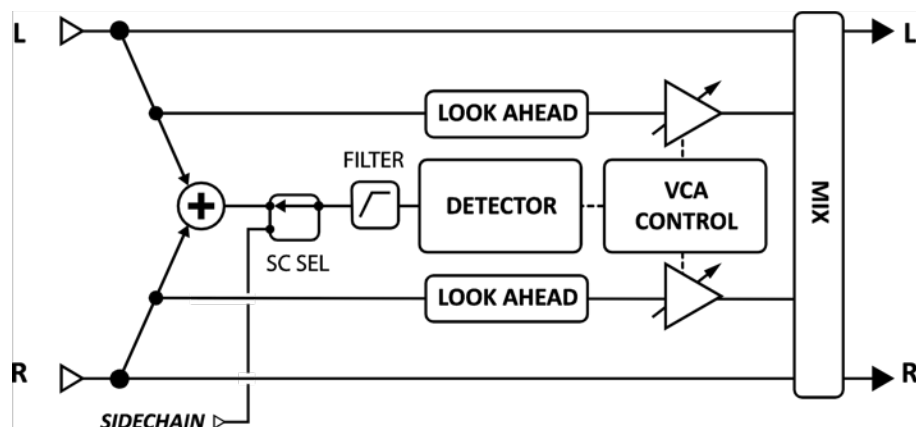 L
L
LOOK AHEAD
FILTER
DETECTOR
VCA
CONTROL
MIX
SC SEL
LOOK AHEAD
R
R
SIDECHAIN